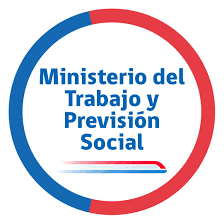 Ministerio del
Trabajo y
Previsión
Social